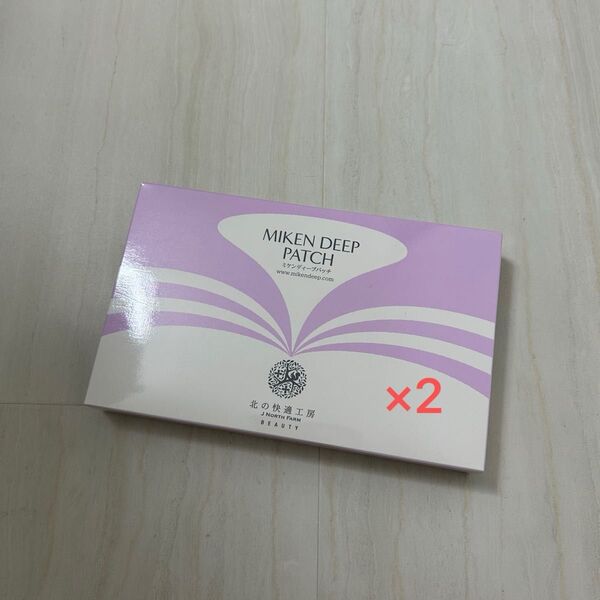 MIKEN DEEP
PATCH
ミケンディープパッチ
www.mikendeep.com
北の快適工房
J NORTH FARM
BEAUTY
×2